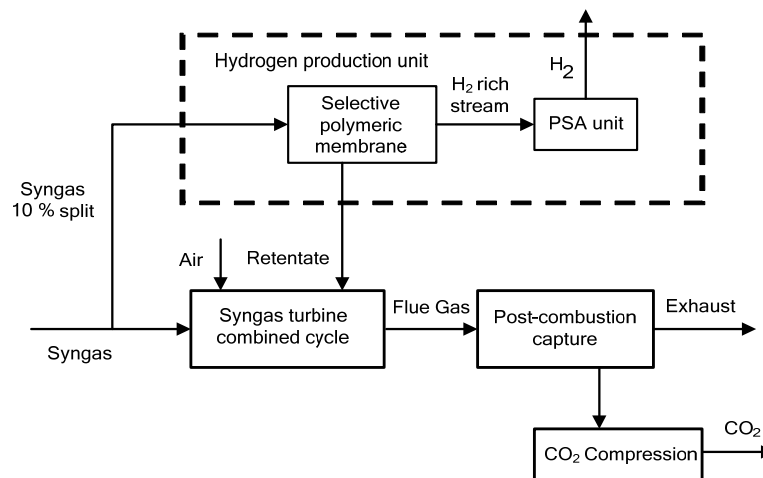 Hydrogen production unit
H2
Selective
polymeric
membrane
H2 rich
stream
PSA unit
Syngas
10 % split
Air
Retentate
Syngas turbine
combined cycle
Flue Gas
Post-combustion
capture
Exhaust
Syngas
CO2 Compression
CO2